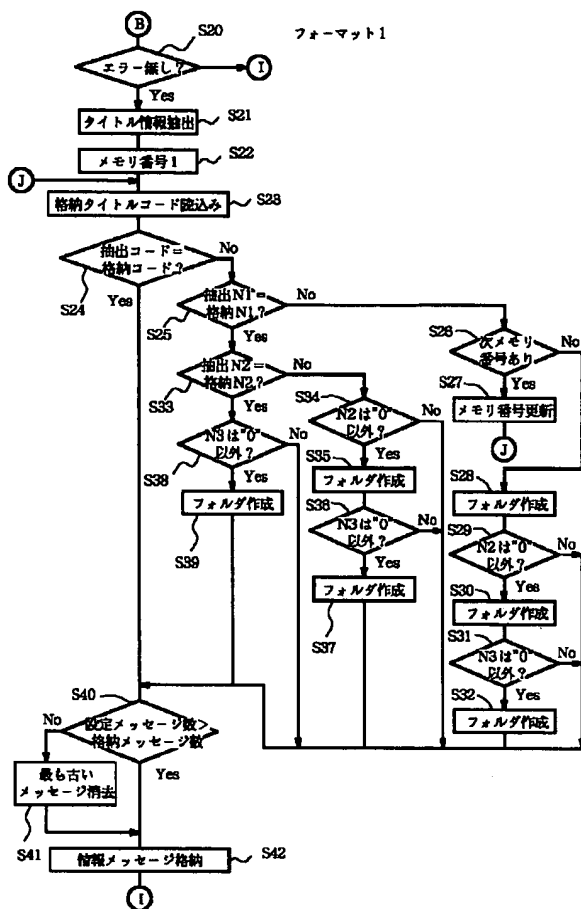 B
S20
フォーマット1
エラー無し?
I
Yes
タイトル情報抽出
S21
メモリ番号1
S22
J
格納タイトルコード読込み
S23
抽出コード=
格納コード?
No
S24
Yes
抽出N1=
格納N1?
No
S25
Yes
S26
次メモリ
番号あり
No
抽出N2=
格納N2?
No
S33
Yes
S27
Yes
メモリ番号更新
J
S34
N2は"0"
以外?
No
N3は"0"
以外?
No
S38
Yes
S35
Yes
フォルダ作成
フォルダ作成
S39
S36
N3は"0"
以外?
No
Yes
フォルダ作成
S37
S28
フォルダ作成
S29
N2は"0"
以外?
No
S30
Yes
フォルダ作成
S31
N3は"0"
以外?
No
S32
Yes
フォルダ作成
S40
設定メッセージ数>
格納メッセージ数
No
Yes
最も古い
メッセージ消去
S41
情報メッセージ格納
S42
I